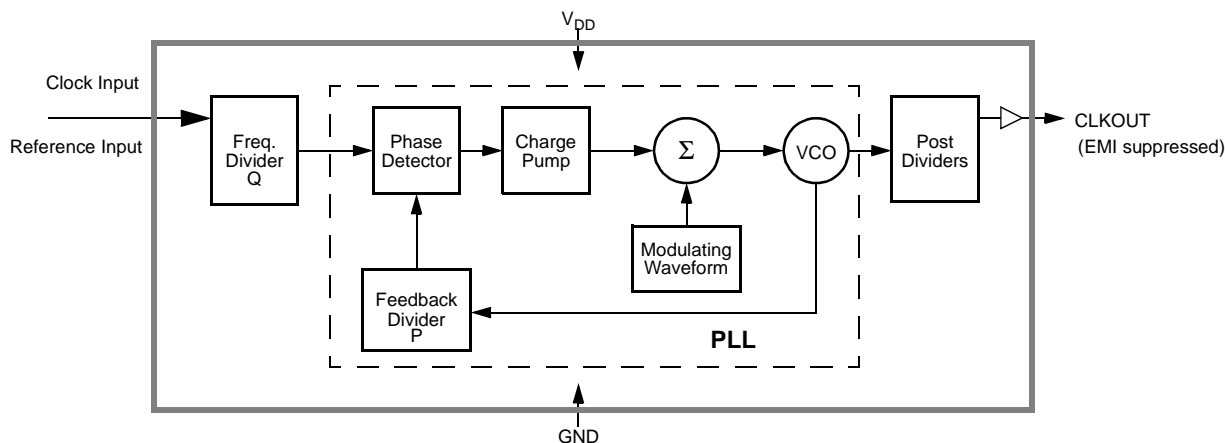 V_DD
Clock Input
Reference Input
Freq.
Divider
Q
Phase
Detector
Charge
Pump
Σ
VCO
Post
Dividers
CLKOUT
(EMI suppressed)
Modulating
Waveform
Feedback
Divider
P
PLL
GND